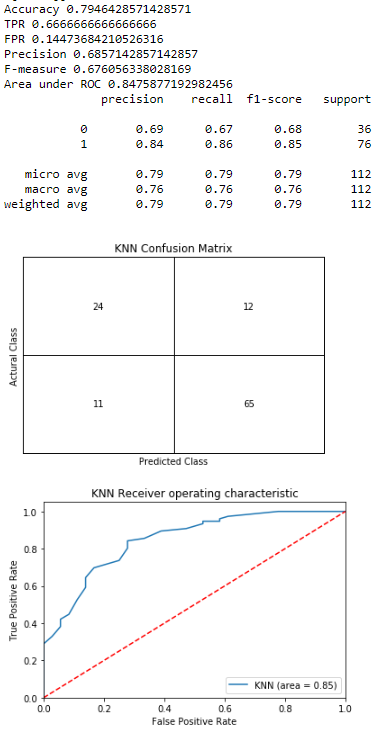 Accuracy 0.7946428571428571
TPR 0.6666666666666666
FPR 0.14473684210526316
Precision 0.6857142857142857
F-measure 0.676056338028169
Area under ROC 0.8475877192982456
precision recall f1-score support
0 0.69 0.67 0.68 36
1 0.84 0.86 0.85 76
micro avg 0.79 0.79 0.79 112
macro avg 0.76 0.76 0.76 112
weighted avg 0.79 0.79 0.79 112
KNN Confusion Matrix
Actural Class
24 12
11 65
Predicted Class
KNN Receiver operating characteristic
True Positive Rate
1.0
0.8
0.6
0.4
0.2
0.0
KNN (area = 0.85)
0.0 0.2 0.4 0.6 0.8 1.0
False Positive Rate